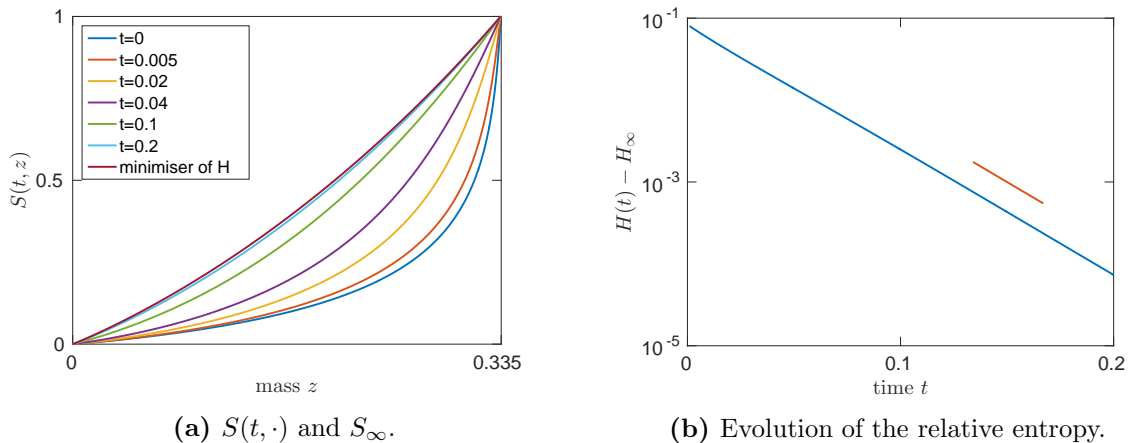 1
0.5
0
0
0.335
S(t, z)
mass z
t=0
t=0.005
t=0.02
t=0.04
t=0.1
t=0.2
minimiser of H
(a) S(t, ·) and S∞.
10⁻¹
10⁻³
10⁻⁵
0
0.1
0.2
H(t) − H∞
time t
(b) Evolution of the relative entropy.